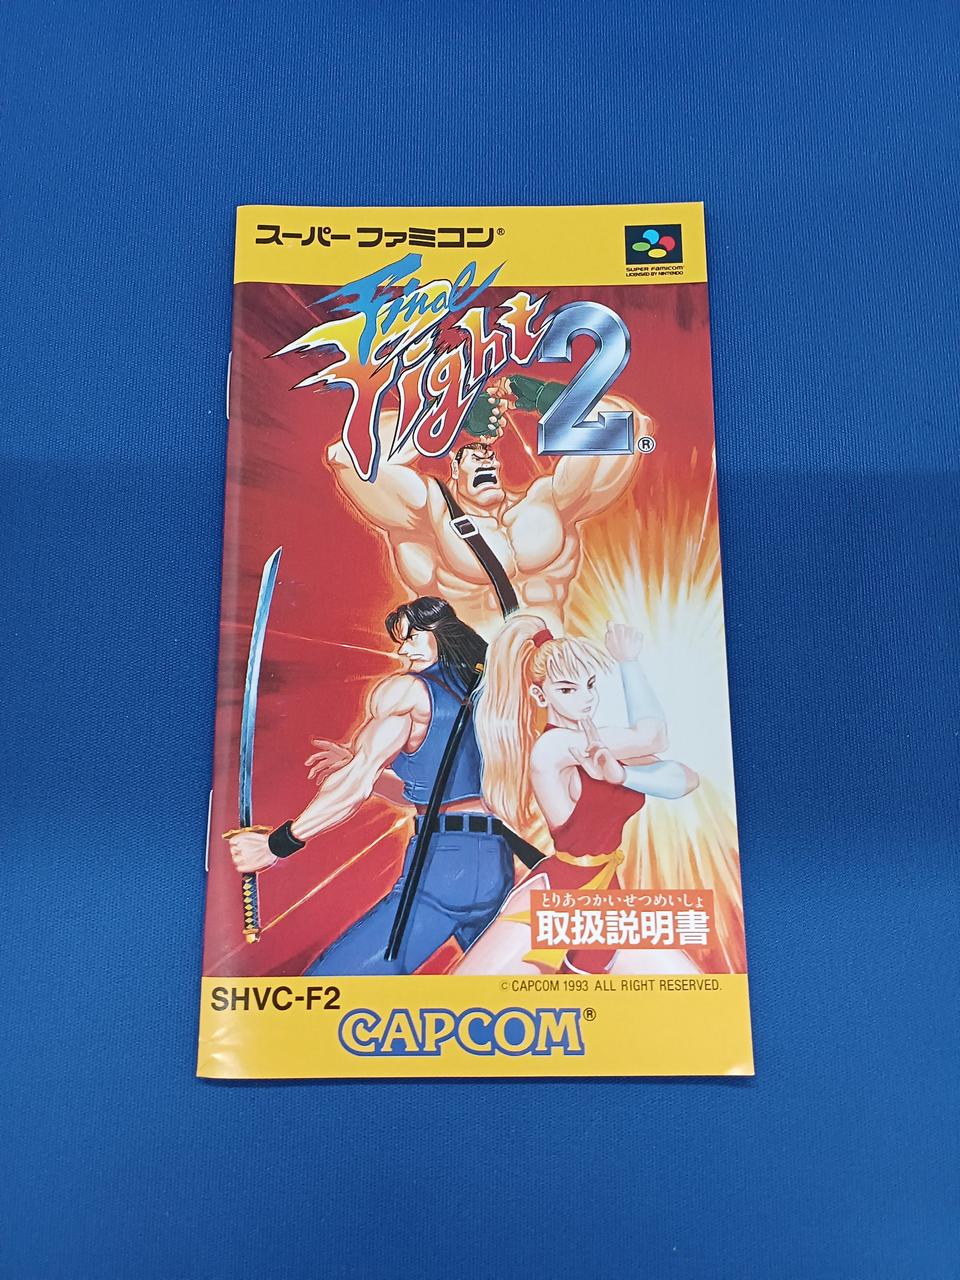 スーパーファミコン®
SUPER FAMICOM™
LICENSED BY NINTENDO
Final
Fight 2®
とりあつかいせつめいしょ
取扱説明書
©CAPCOM 1993 ALL RIGHT RESERVED.
SHVC-F2
CAPCOM®